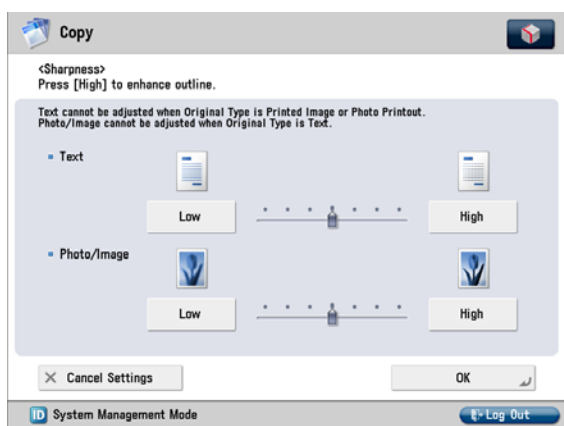 Copy
<Sharpness>
Press [High] to enhance outline.
Text cannot be adjusted when Original Type is Printed Image or Photo Printout.
Photo/Image cannot be adjusted when Original Type is Text.
Text
Low High
Photo/Image
Low High
× Cancel Settings OK
ID System Management Mode Log Out